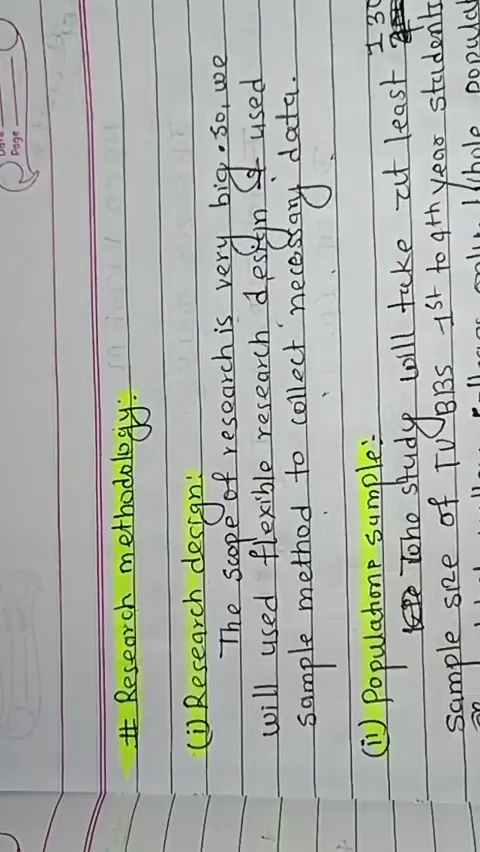 Date
Page
# Research methodology:
(i) Research design:
The scope of research is very big. so, we
will used flexible research design & used
sample method to collect necessary data.
(ii) population & sample:
The study will take at least 130
sample size of TU BBS 1st to 4th year students
only whole popula